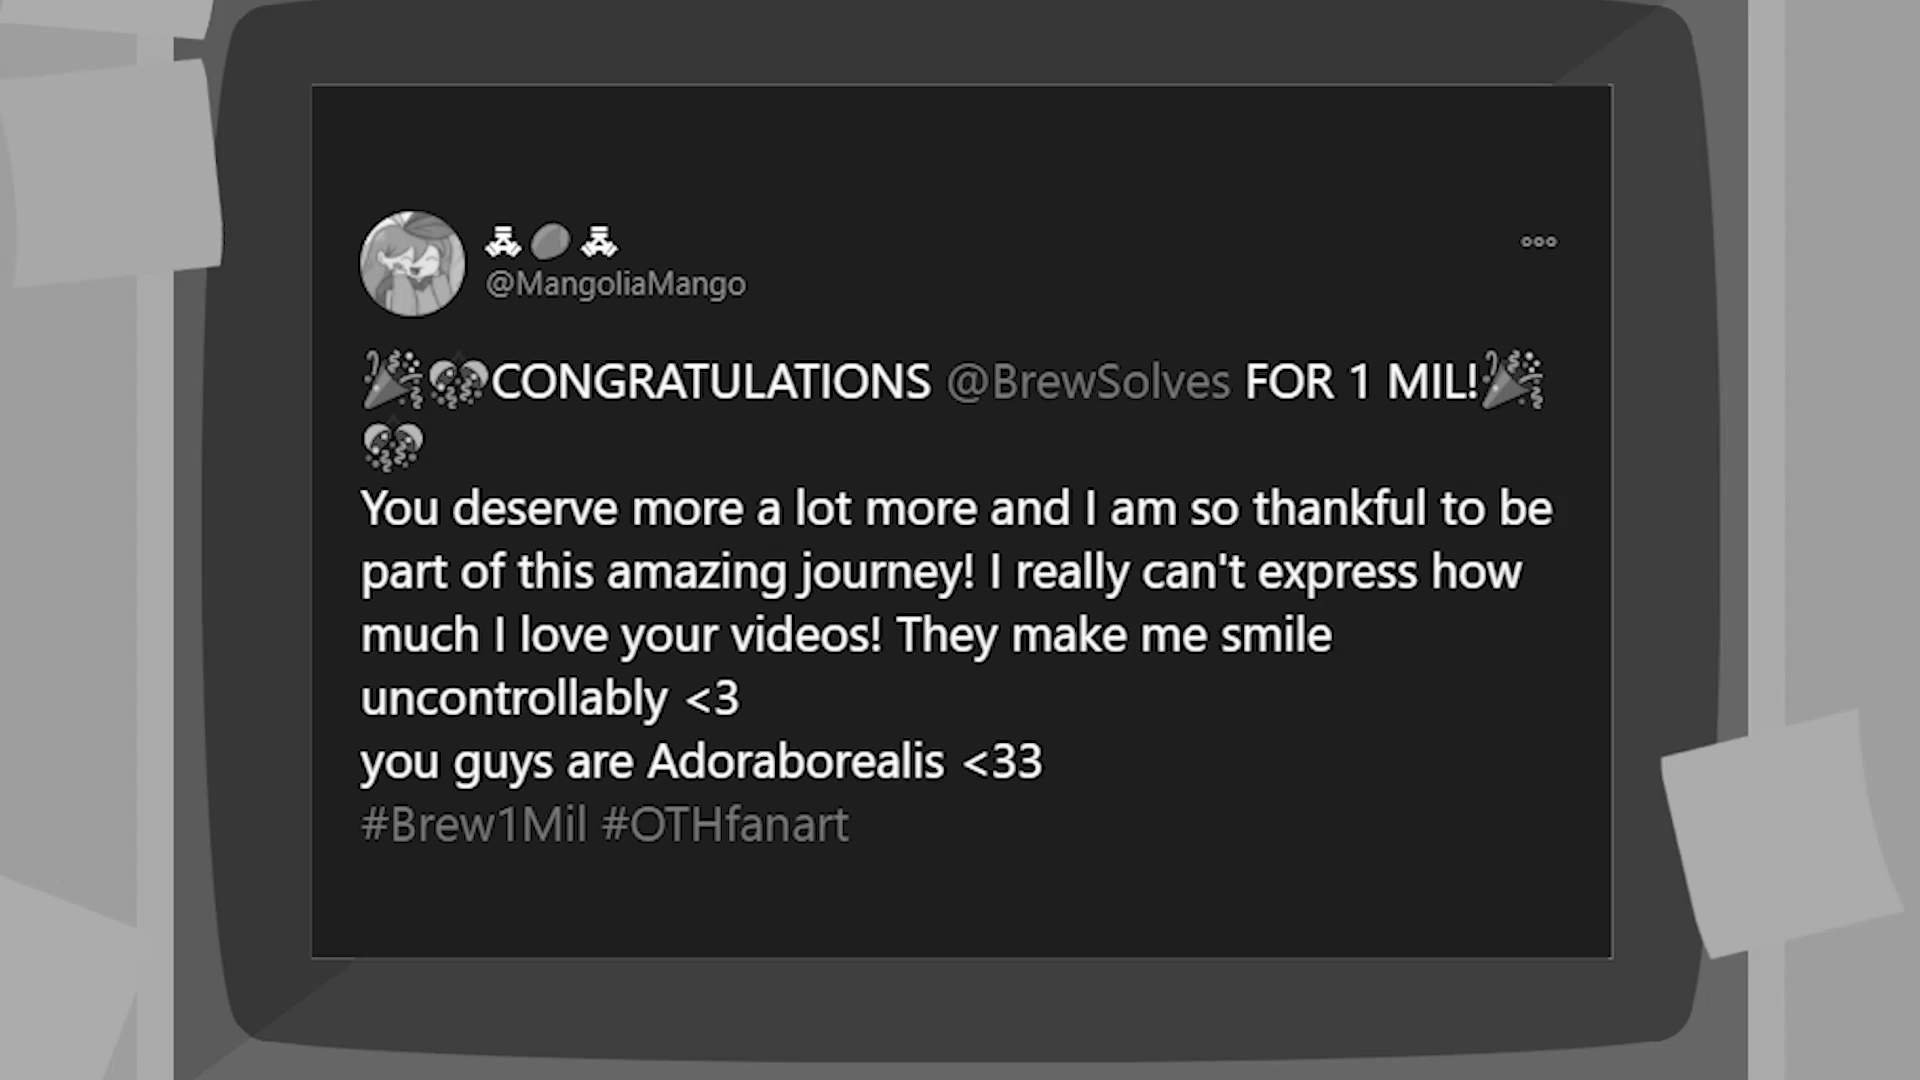 @MangoliaMango
🎉🎊CONGRATULATIONS @BrewSolves FOR 1 MIL!🎉
🎊
You deserve more a lot more and I am so thankful to be
part of this amazing journey! I really can't express how
much I love your videos! They make me smile
uncontrollably <3
you guys are Adoraborealis <33
#Brew1Mil #OTHfanart